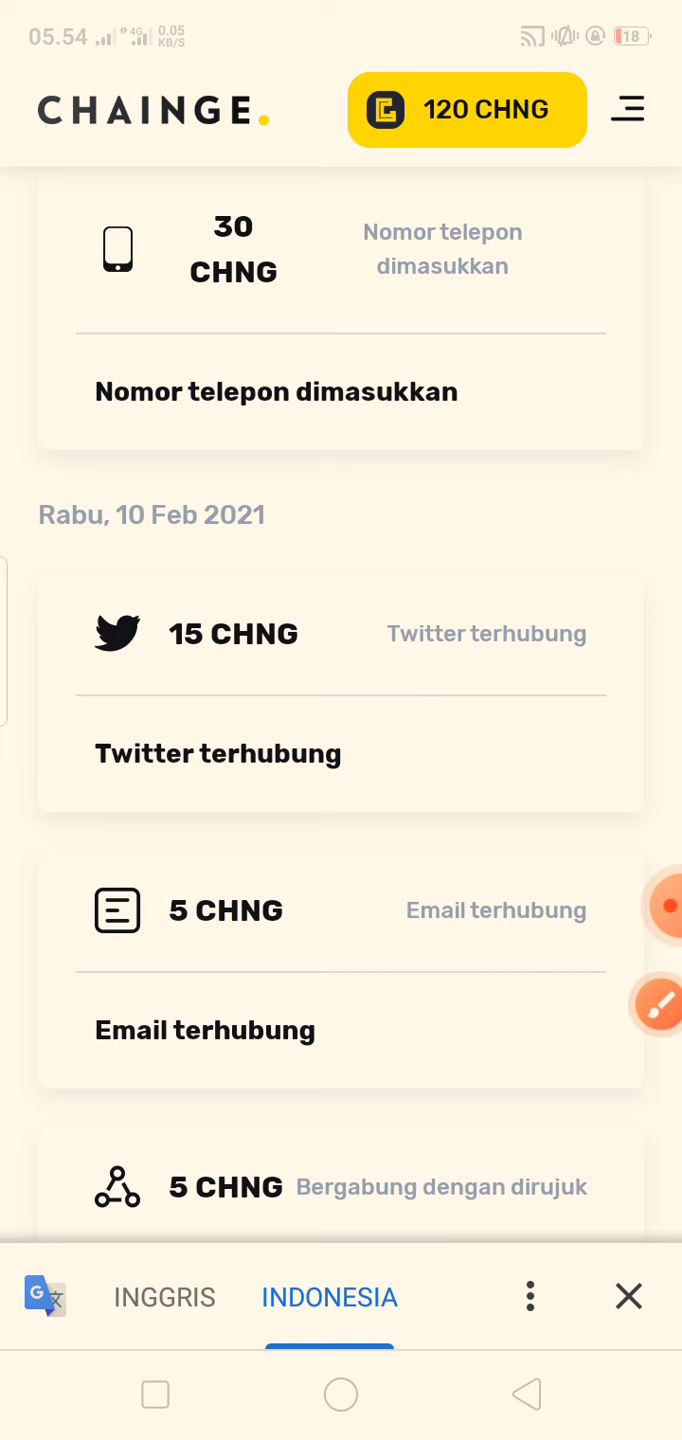 05.54 4G 0.05 KB/S 18
CHAINGE. 120 CHNG
30 CHNG
Nomor telepon
dimasukkan
Nomor telepon dimasukkan
Rabu, 10 Feb 2021
15 CHNG Twitter terhubung
Twitter terhubung
5 CHNG Email terhubung
Email terhubung
5 CHNG Bergabung dengan dirujuk
G 文 INGGRIS INDONESIA